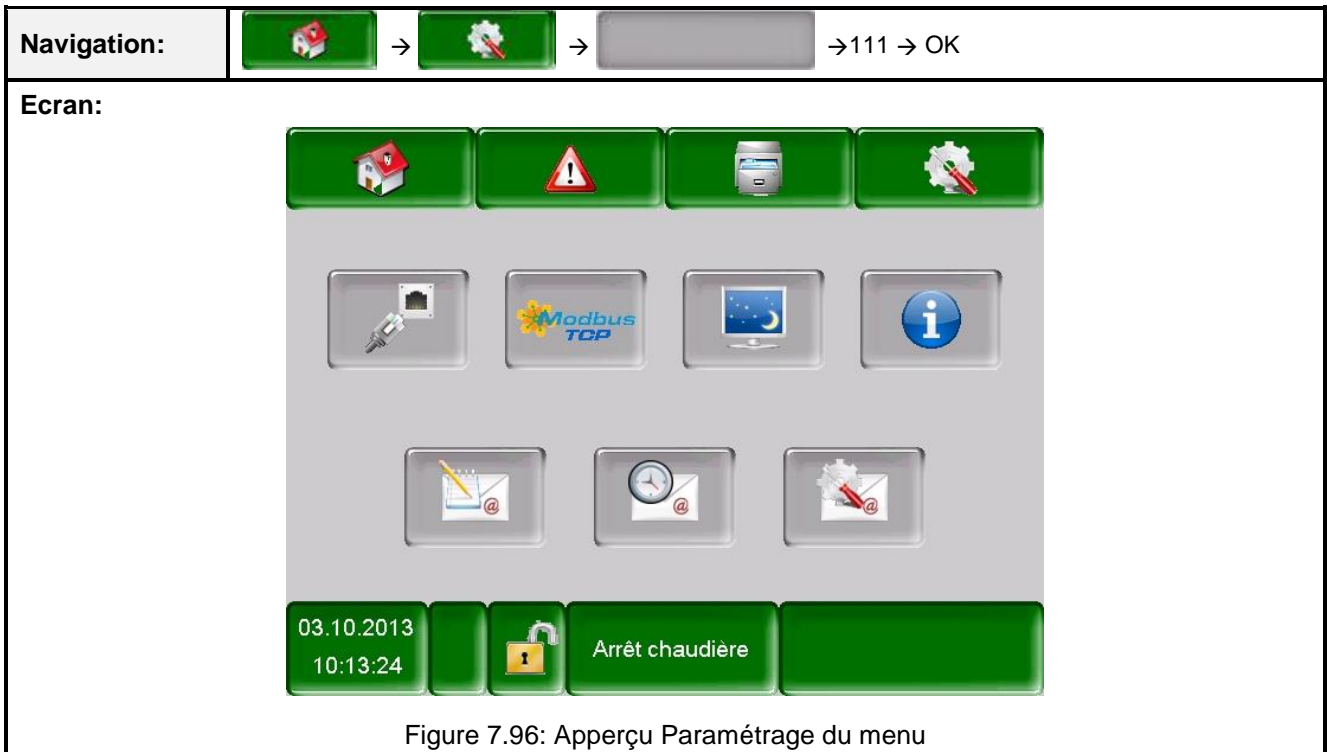 Navigation:
→ → →111 → OK
Ecran:
Modbus
TCP
i
@
@
@
03.10.2013
10:13:24
Arrêt chaudière
Figure 7.96: Apperçu Paramétrage du menu